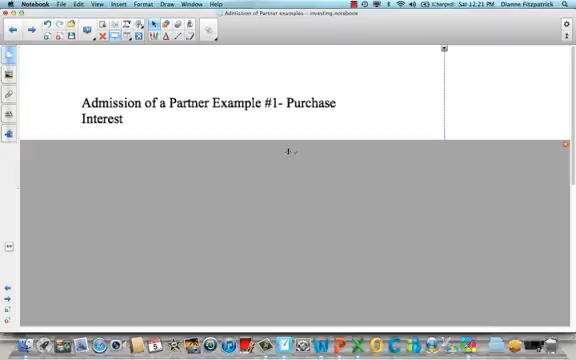 Notebook File Edit View Insert Format Draw Window Help (Charged) Sat 12:21 PM Dianne Fitzpatrick
Admission of Partner examples - investing.notebook
Admission of a Partner Example #1- Purchase
Interest